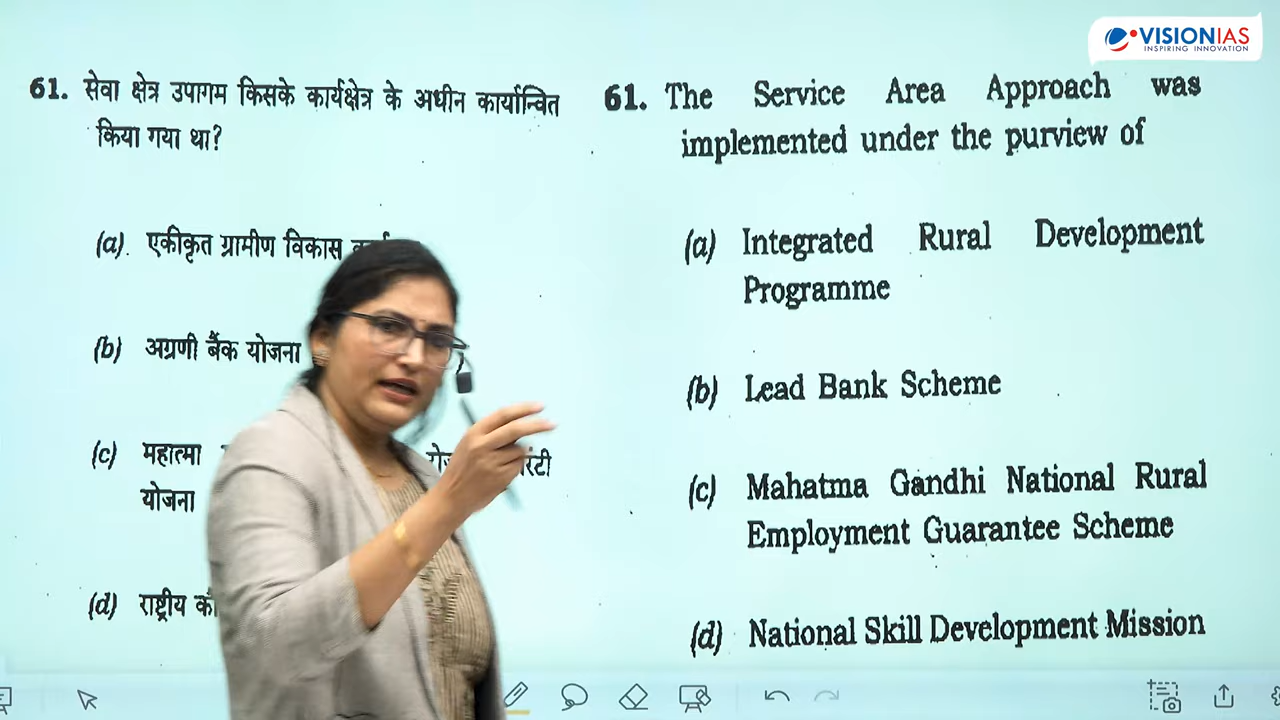 VISIONIAS
INSPIRING INNOVATION
61. सेवा क्षेत्र उपागम किसके कार्यक्षेत्र के अधीन कार्यान्वित
किया गया था?
(a). एकीकृत ग्रामीण विकास
(b) अग्रणी बैंक योजना
(c) महात्मा
योजना
(d) राष्ट्रीय
61. The Service Area Approach was
implemented under the purview of
(a) Integrated Rural Development
Programme
(b) Lead Bank Scheme
(c) Mahatma Gandhi National Rural
Employment Guarantee Scheme
(d) National Skill Development Mission